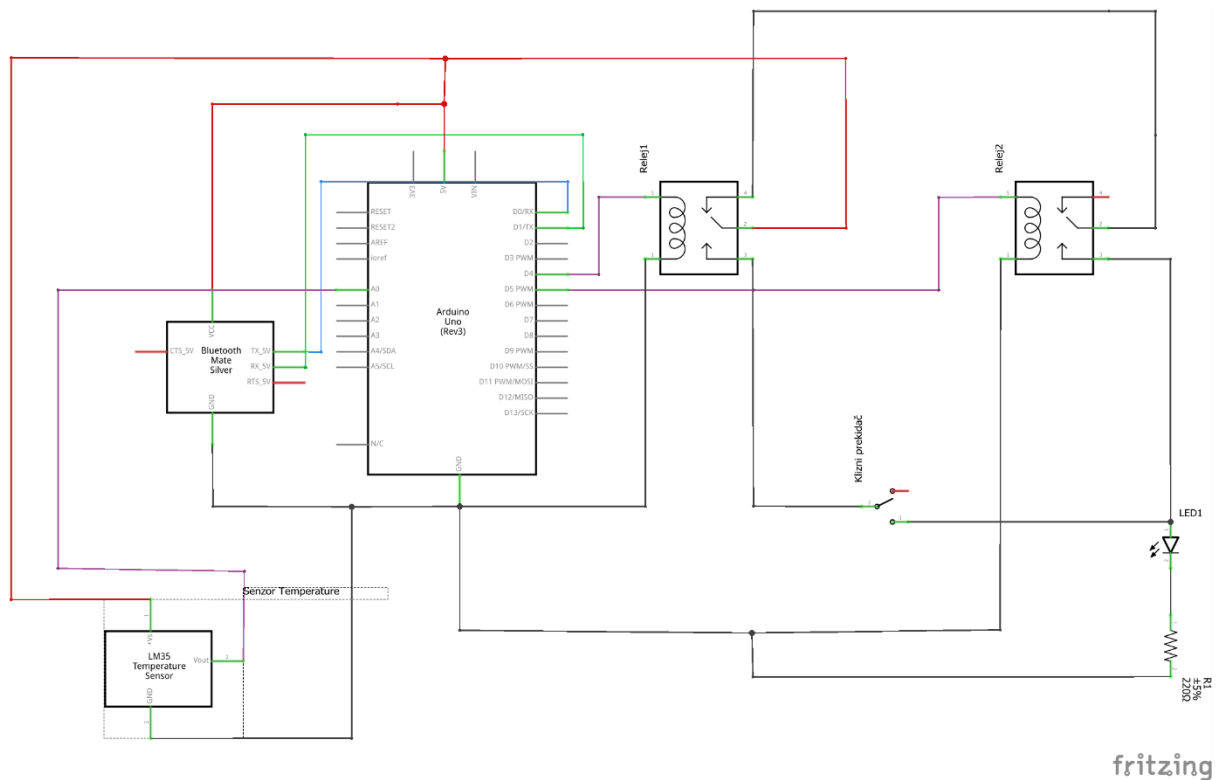 Relej1
Relej2
3V3
5V
VIN
RESET
RESET2
AREF
ioref
A0
A1
A2
A3
A4/SDA
A5/SCL
N/C
D0/RX
D1/TX
D2
D3 PWM
D4
D5 PWM
D6 PWM
D7
D8
D9 PWM
D10 PWM/SS
D11 PWM/MOSI
D12/MISO
D13/SCK
GND
Arduino
Uno
(Rev3)
VCC
CTS_5V
Bluetooth
Mate
Silver
TX_5V
RX_5V
RTS_5V
GND
Klizni prekidač
LED1
Senzor Temperature
+Vs
LM35
Temperature
Sensor
Vout
GND
R1
±5%
220Ω
fritzing